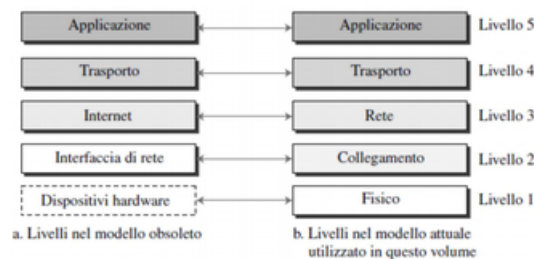 Applicazione Applicazione Livello 5
Trasporto Trasporto Livello 4
Internet Rete Livello 3
Interfaccia di rete Collegamento Livello 2
Dispositivi hardware Fisico Livello 1
a. Livelli nel modello obsoleto b. Livelli nel modello attuale
utilizzato in questo volume